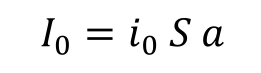 I₀ = i₀ S a